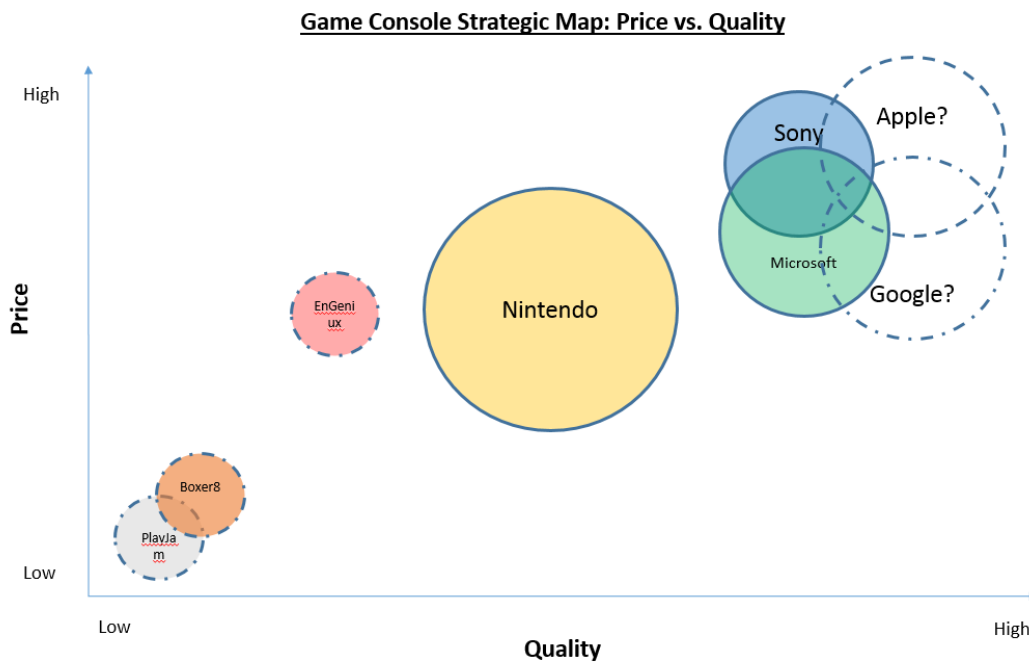 Game Console Strategic Map: Price vs. Quality
High
Apple?
Sony
Microsoft
Google?
EnGeni
ux
Nintendo
Price
Boxer8
PlayJa
m
Low
Low
High
Quality